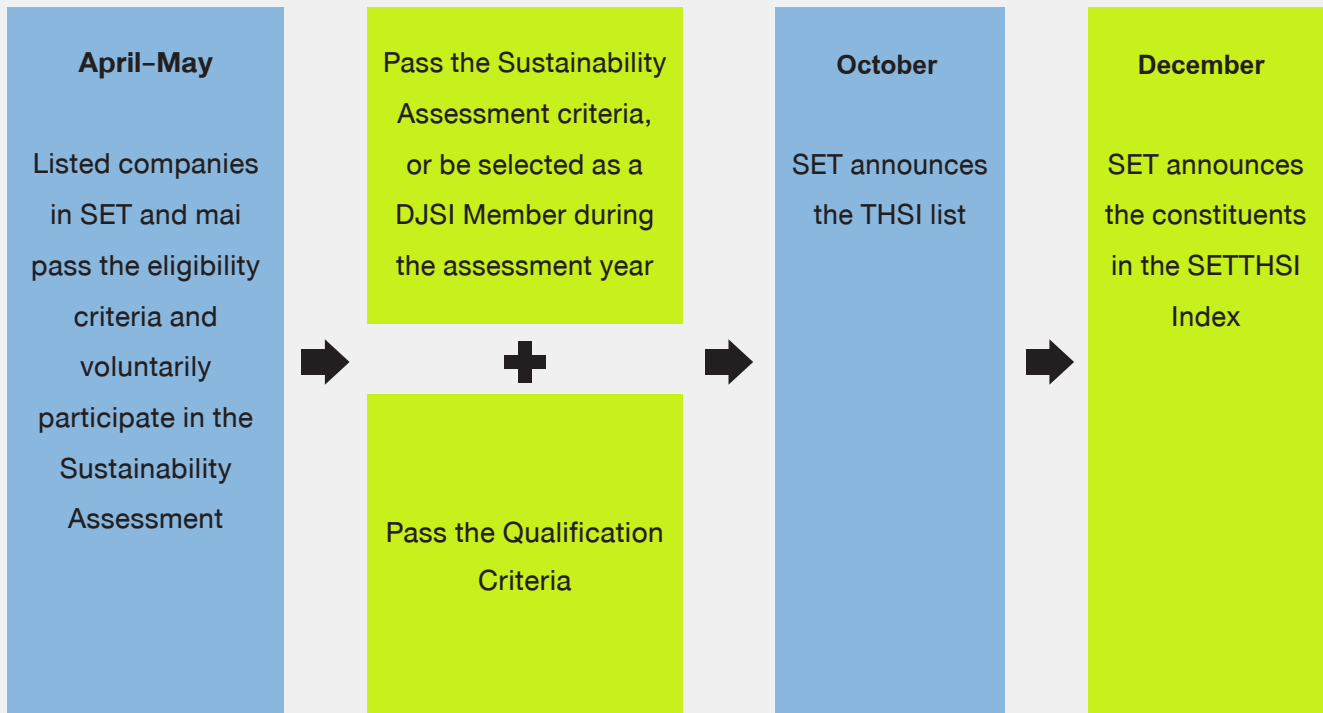 April–May
Listed companies
in SET and mai
pass the eligibility
criteria and
voluntarily
participate in the
Sustainability
Assessment
Pass the Sustainability
Assessment criteria,
or be selected as a
DJSI Member during
the assessment year
Pass the Qualification
Criteria
October
SET announces
the THSI list
December
SET announces
the constituents
in the SETTHSI
Index